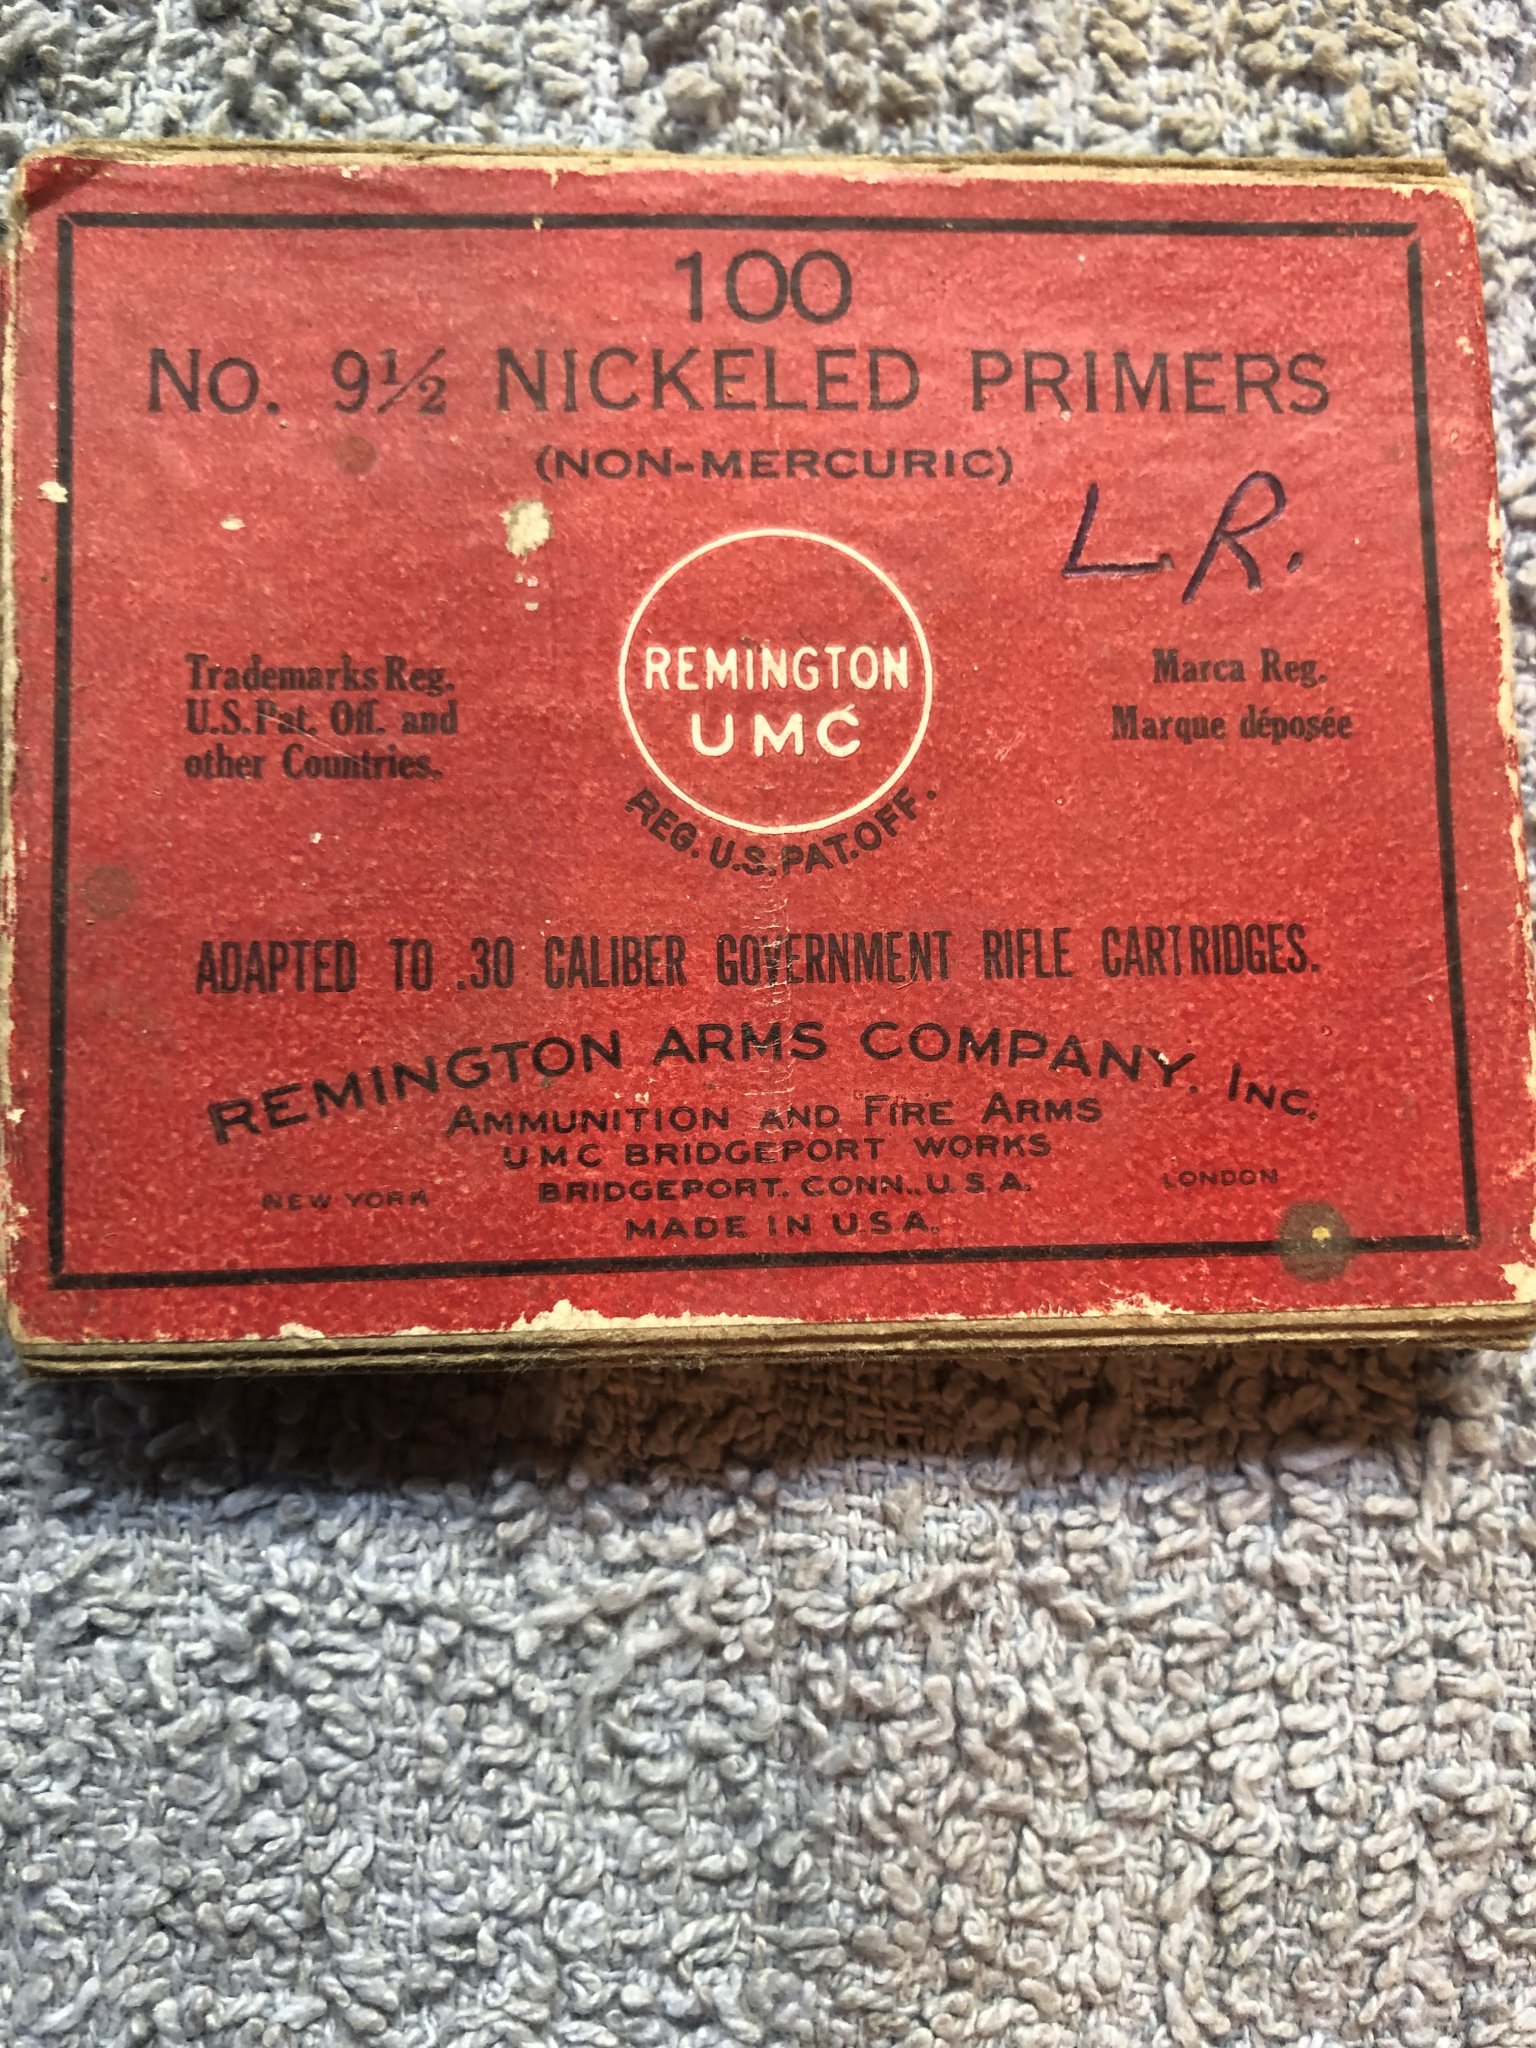 100
No. 9½ NICKELED PRIMERS
(NON-MERCURIC)
L R.
Trademarks Reg.
U.S. Pat. Off. and
other Countries.
REMINGTON
UMC
REG. U.S. PAT. OFF.
Marca Reg.
Marque déposée
ADAPTED TO .30 CALIBER GOVERNMENT RIFLE CARTRIDGES.
REMINGTON ARMS COMPANY, INC.
AMMUNITION AND FIRE ARMS
UMC BRIDGEPORT WORKS
NEW YORK
BRIDGEPORT, CONN., U.S.A.
LONDON
MADE IN U.S.A.